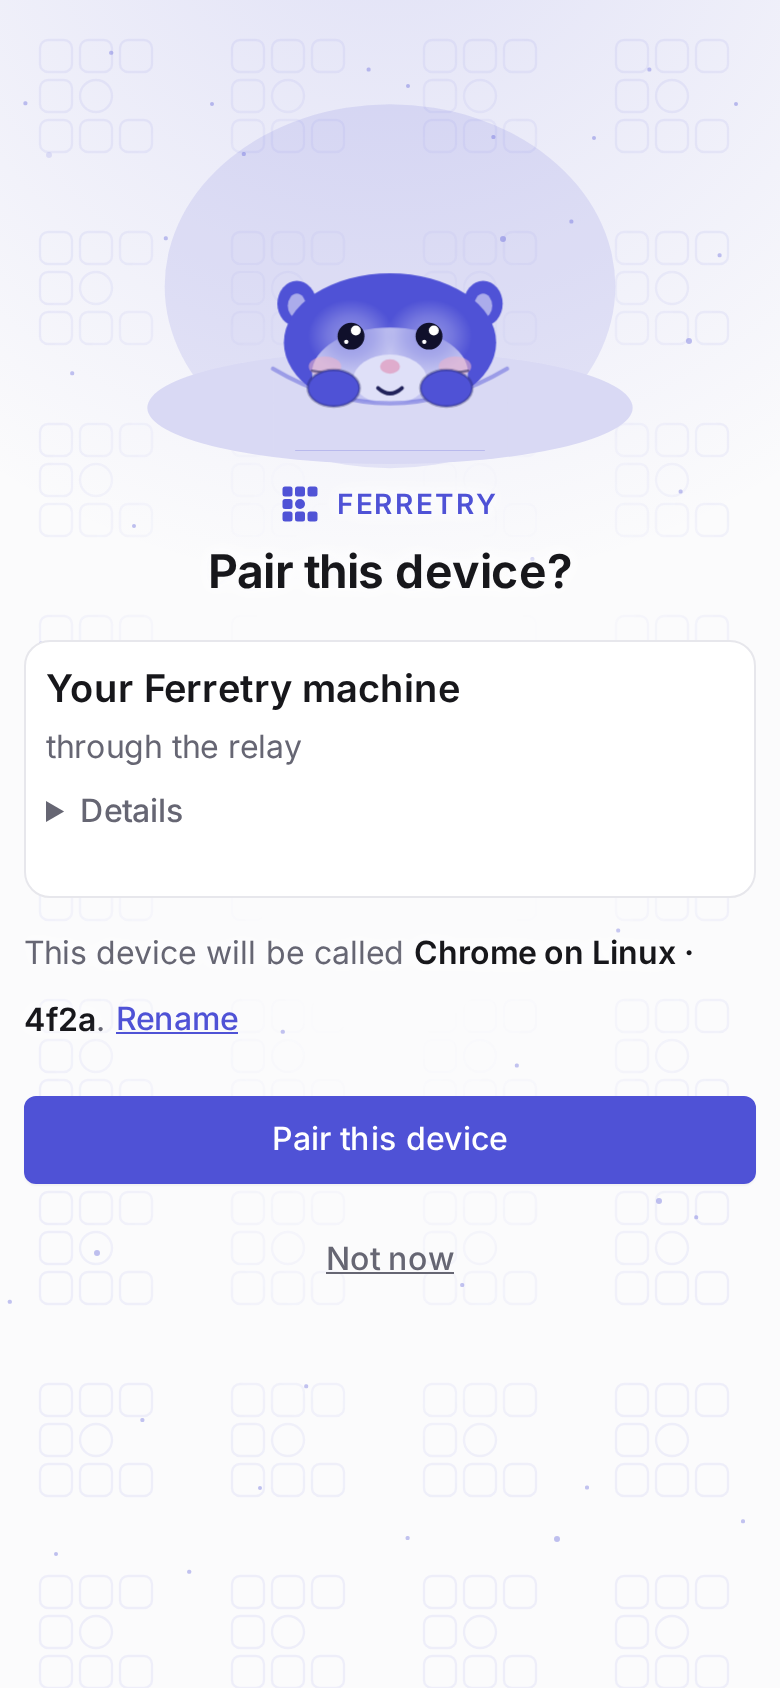 FERRETRY
Pair this device?
Your Ferretry machine
through the relay
Details
This device will be called Chrome on Linux ·
4f2a. Rename
Pair this device
Not now